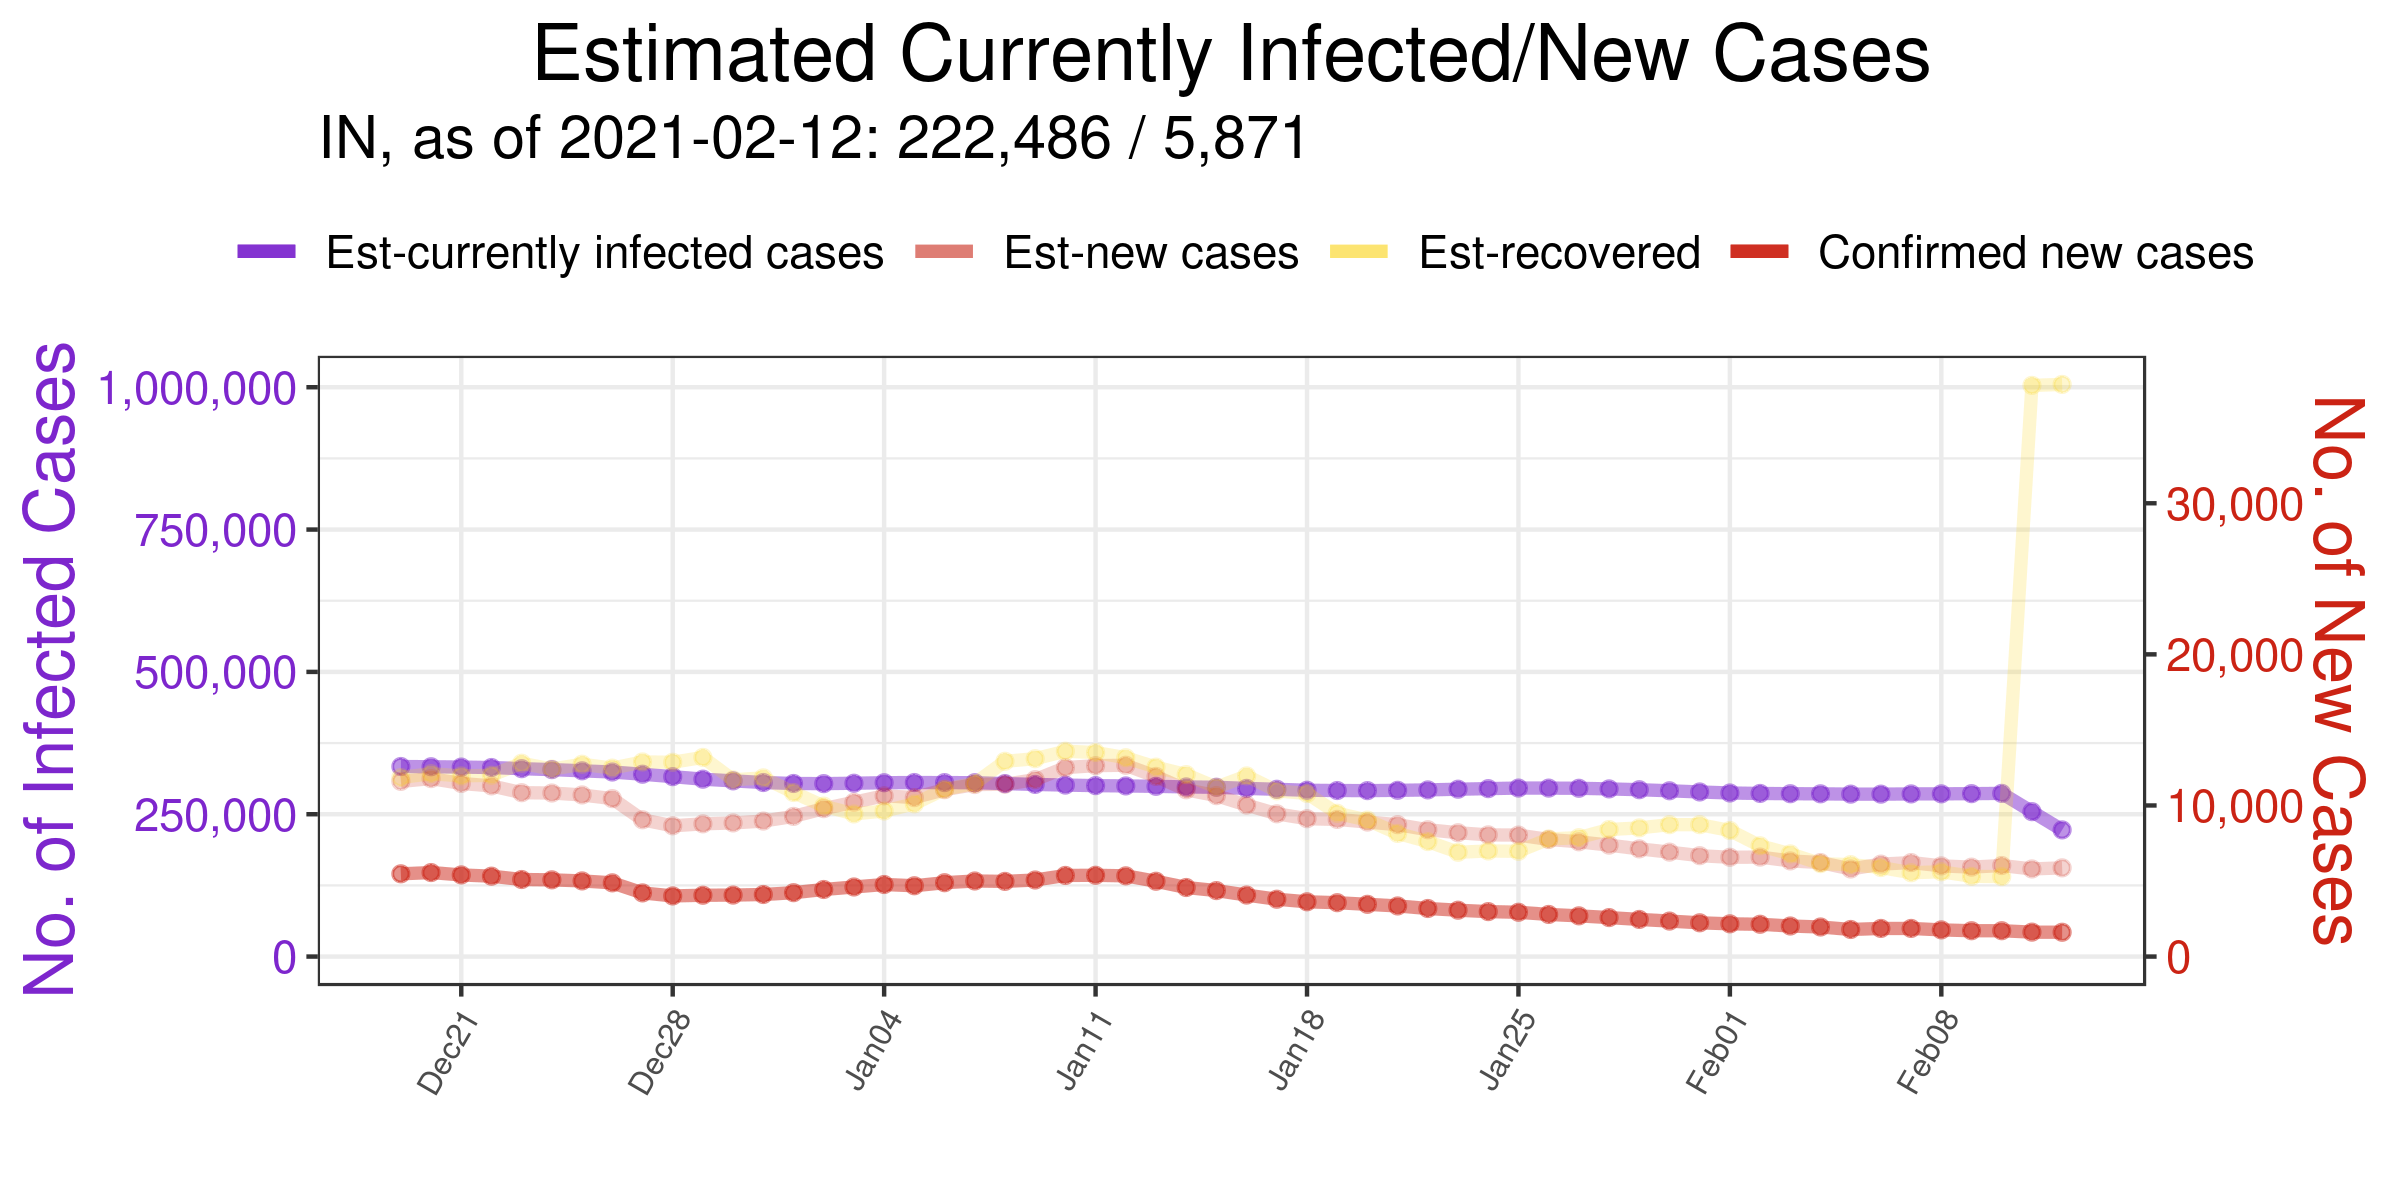 Estimated Currently Infected/New Cases
IN, as of 2021-02-12: 222,486 / 5,871
Est-currently infected cases Est-new cases Est-recovered Confirmed new cases
No. of Infected Cases
1,000,000
750,000
500,000
250,000
0
30,000
20,000
10,000
0
No. of New Cases
Dec21 Dec28 Jan04 Jan11 Jan18 Jan25 Feb01 Feb08